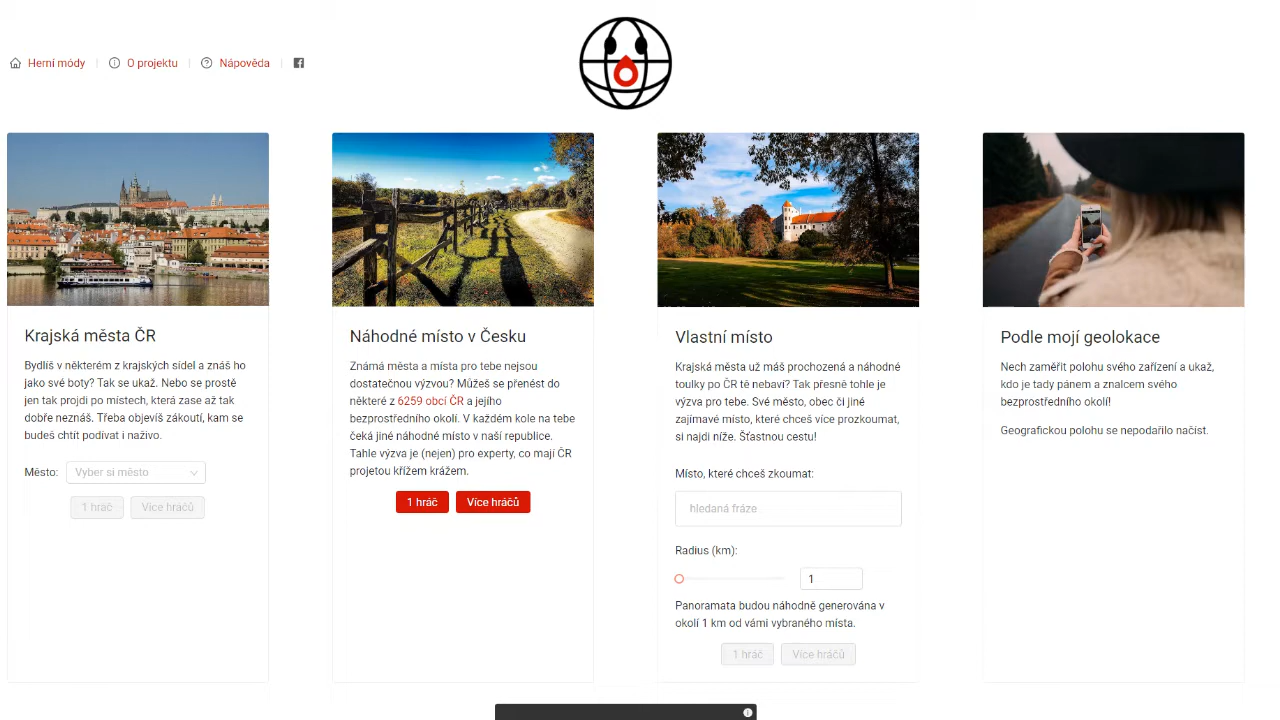 Herní módy
O projektu
Nápověda
Krajská města ČR
Bydlíš v některém z krajských sídel a znáš ho
jako své boty? Tak se ukaž. Nebo se prostě
jen tak projdi po místech, která zase až tak
dobře neznáš. Třeba objevíš zákoutí, kam se
budeš chtít podívat i naživo.
Město:
Vyber si město
1 hráč
Více hráčů
Náhodné místo v Česku
Známá města a místa pro tebe nejsou
dostatečnou výzvou? Můžeš se přenést do
některé z 6259 obcí ČR a jejího
bezprostředního okolí. V každém kole na tebe
čeká jiné náhodné místo v naší republice.
Tahle výzva je (nejen) pro experty, co mají ČR
projetou křížem krážem.
1 hráč
Více hráčů
Vlastní místo
Krajská města už máš prochozená a náhodné
toulky po ČR tě nebaví? Tak přesně tohle je
výzva pro tebe. Své město, obec či jiné
zajímavé místo, které chceš více prozkoumat,
si najdi níže. Šťastnou cestu!
Místo, které chceš zkoumat:
hledaná fráze
Radius (km):
1
Panoramata budou náhodně generována v
okolí 1 km od vámi vybraného místa.
1 hráč
Více hráčů
Podle mojí geolokace
Nech zaměřit polohu svého zařízení a ukaž,
kdo je tady pánem a znalcem svého
bezprostředního okolí!
Geografickou polohu se nepodařilo načíst.